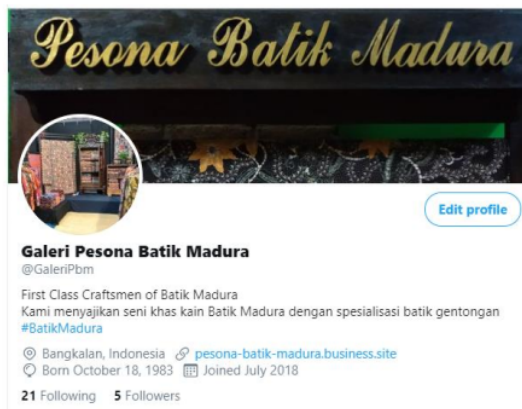 Pesona Batik Madura
Edit profile
Galeri Pesona Batik Madura
@GaleriPbm
First Class Craftsmen of Batik Madura
Kami menyajikan seni khas kain Batik Madura dengan spesialisasi batik gentongan
#BatikMadura
Bangkalan, Indonesia pesona-batik-madura.business.site
Born October 18, 1983 Joined July 2018
21 Following 5 Followers